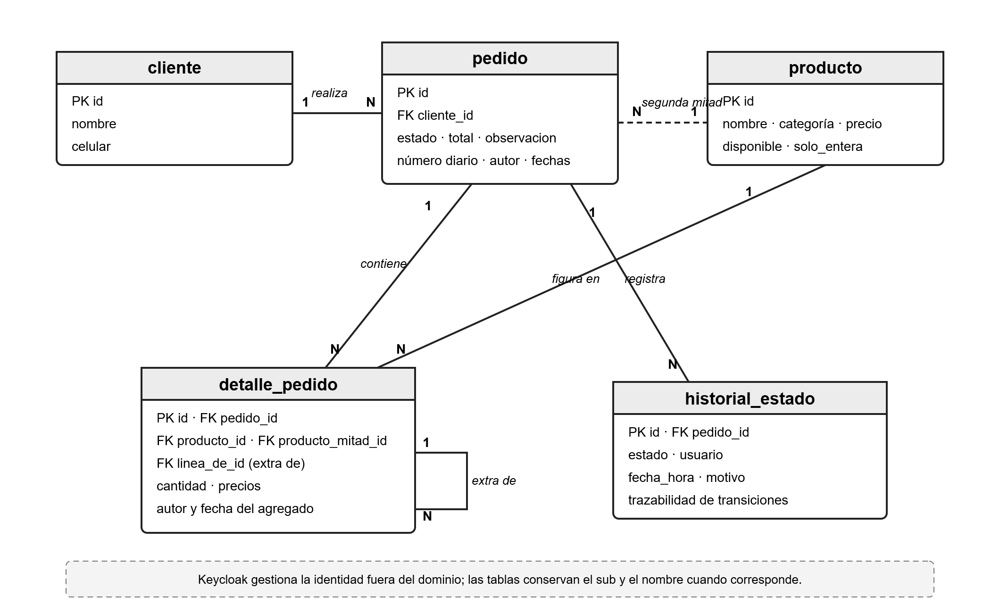 cliente
PK id
nombre
celular
1
realiza
N
pedido
PK id
FK cliente_id
estado · total · observacion
número diario · autor · fechas
segunda mitad
N
1
producto
PK id
nombre · categoría · precio
disponible · solo_entera
1
contiene
N
1
figura en
N
1
registra
N
detalle_pedido
PK id · FK pedido_id
FK producto_id · FK producto_mitad_id
FK linea_de_id (extra de)
cantidad · precios
autor y fecha del agregado
1
extra de
N
historial_estado
PK id · FK pedido_id
estado · usuario
fecha_hora · motivo
trazabilidad de transiciones
Keycloak gestiona la identidad fuera del dominio; las tablas conservan el sub y el nombre cuando corresponde.